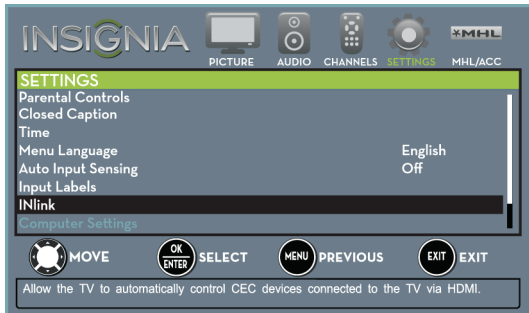 INSIGNIA
PICTURE AUDIO CHANNELS SETTINGS MHL/ACC
MHL
SETTINGS
Parental Controls
Closed Caption
Time
Menu Language English
Auto Input Sensing Off
Input Labels
INlink
Computer Settings
MOVE OK ENTER SELECT MENU PREVIOUS EXIT EXIT
Allow the TV to automatically control CEC devices connected to the TV via HDMI.